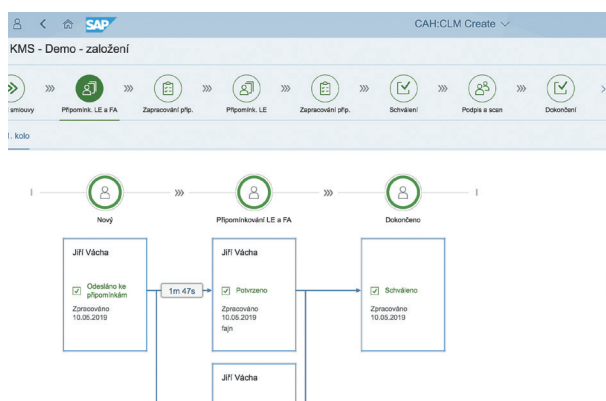 SAP
CAH:CLM Create
KMS - Demo - založení
smlouvy
Připomínk. LE a FA
Zapracování přip.
Připomínk. LE
Zapracování přip.
Schválení
Podpis a scan
Dokončení
1. kolo
Nový
Připomínkování LE a FA
Dokončeno
Jiří Vácha
Odesláno ke
připomínkám
Zpracováno
10.05.2019
1m 47s
Jiří Vácha
Potvrzeno
Zpracováno
10.05.2019
fajn
Schváleno
Zpracováno
10.05.2019
Jiří Vácha